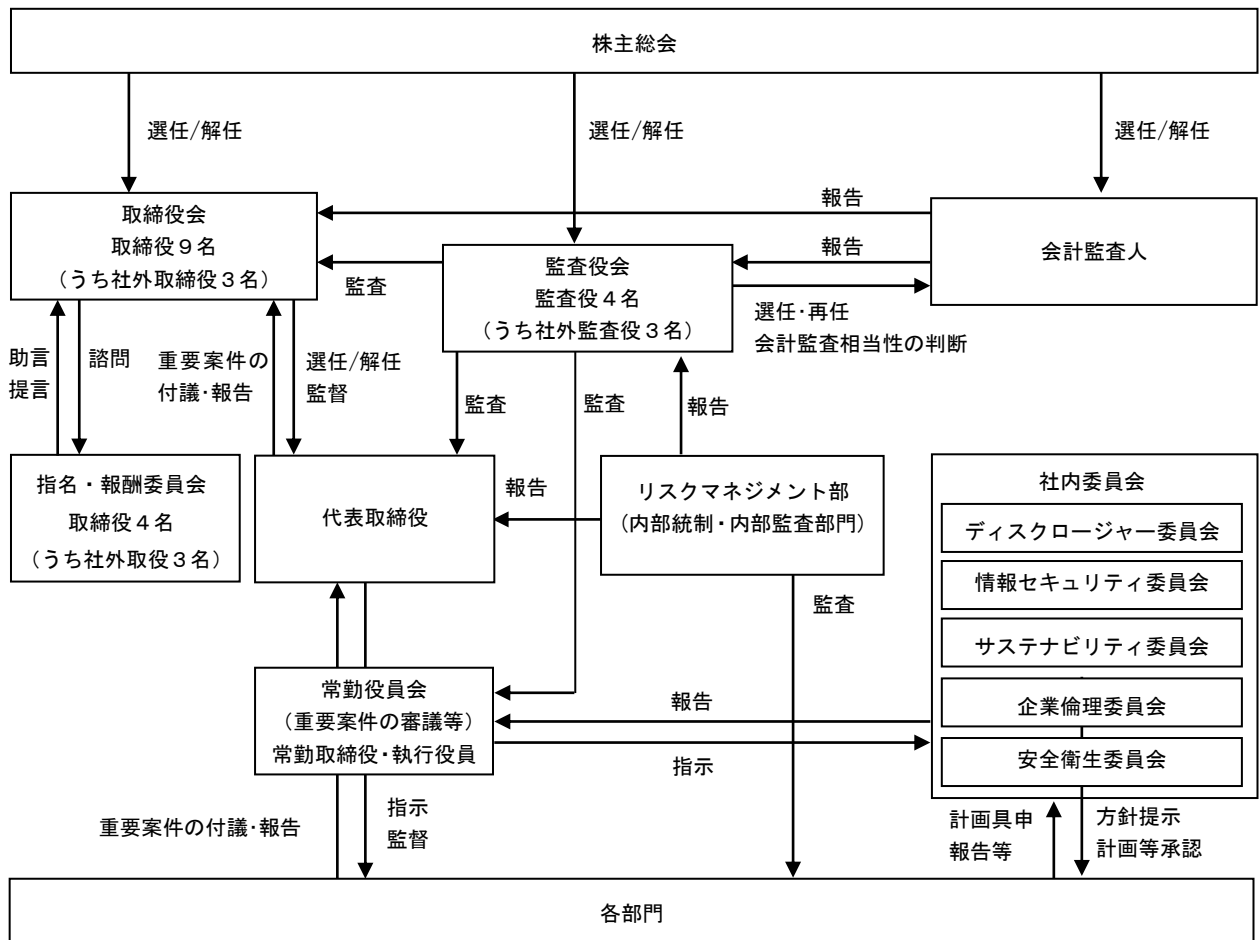 株主総会
選任/解任
選任/解任
選任/解任
取締役会
取締役９名
（うち社外取締役３名）
報告
会計監査人
監査
報告
監査役会
監査役４名
（うち社外監査役３名）
選任・再任
会計監査相当性の判断
助言
提言
諮問
重要案件の
付議・報告
選任/解任
監督
監査
監査
報告
指名・報酬委員会
取締役４名
（うち社外取役３名）
代表取締役
報告
リスクマネジメント部
（内部統制・内部監査部門）
社内委員会
ディスクロージャー委員会
情報セキュリティ委員会
サステナビリティ委員会
企業倫理委員会
安全衛生委員会
監査
常勤役員会
（重要案件の審議等）
常勤取締役・執行役員
報告
指示
重要案件の付議・報告
指示
監督
計画具申
報告等
方針提示
計画等承認
各部門